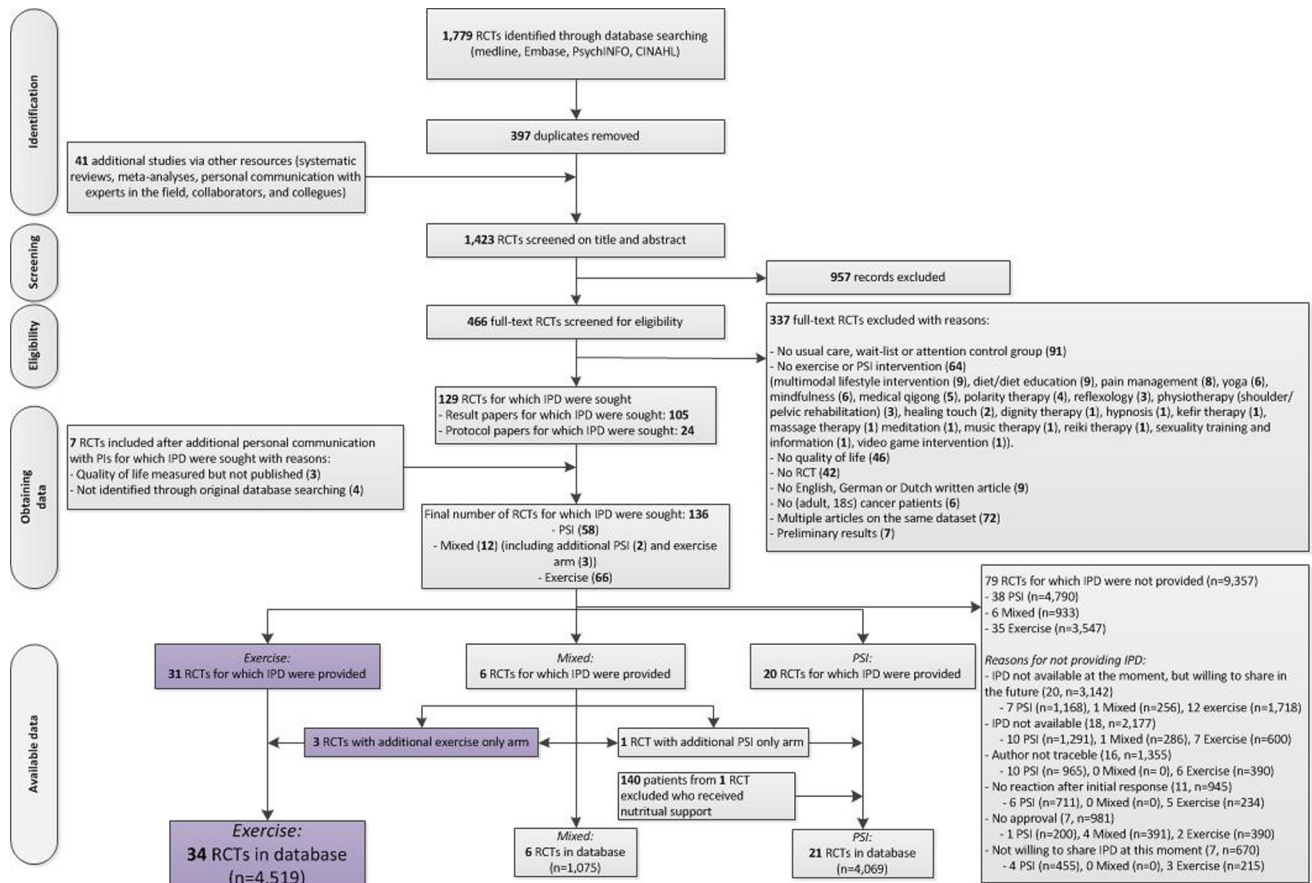 Identification
1,779 RCTs identified through database searching
(medline, Embase, PsychINFO, CINAHL)
397 duplicates removed
41 additional studies via other resources (systematic
reviews, meta-analyses, personal communication with
experts in the field, collaborators, and collegues)
Screening
1,423 RCTs screened on title and abstract
957 records excluded
Eligibility
466 full-text RCTs screened for eligibility
337 full-text RCTs excluded with reasons:
- No usual care, wait-list or attention control group (91)
- No exercise or PSI intervention (64)
(multimodal lifestyle intervention (9), diet/diet education (9), pain management (8), yoga (6),
mindfulness (6), medical qigong (5), polarity therapy (4), reflexology (3), physiotherapy (shoulder/
pelvic rehabilitation) (3), healing touch (2), dignity therapy (1), hypnosis (1), kefir therapy (1),
massage therapy (1) meditation (1), music therapy (1), reiki therapy (1), sexuality training and
information (1), video game intervention (1)).
- No quality of life (46)
- No RCT (42)
- No English, German or Dutch written article (9)
- No (adult, 18≤) cancer patients (6)
- Multiple articles on the same dataset (72)
- Preliminary results (7)
129 RCTs for which IPD were sought
- Result papers for which IPD were sought: 105
- Protocol papers for which IPD were sought: 24
Obtaining
data
7 RCTs included after additional personal communication
with PIs for which IPD were sought with reasons:
- Quality of life measured but not published (3)
- Not identified through original database searching (4)
Final number of RCTs for which IPD were sought: 136
- PSI (58)
- Mixed (12) (including additional PSI (2) and exercise
arm (3))
- Exercise (66)
79 RCTs for which IPD were not provided (n=9,357)
- 38 PSI (n=4,790)
- 6 Mixed (n=933)
- 35 Exercise (n=3,547)
Reasons for not providing IPD:
- IPD not available at the moment, but willing to share in
the future (20, n=3,142)
- 7 PSI (n=1,168), 1 Mixed (n=256), 12 exercise (n=1,718)
- IPD not available (18, n=2,177)
- 10 PSI (n=1,291), 1 Mixed (n=286), 7 Exercise (n=600)
- Author not traceble (16, n=1,355)
- 10 PSI (n= 965), 0 Mixed (n= 0), 6 Exercise (n=390)
- No reaction after initial response (11, n=945)
- 6 PSI (n=711), 0 Mixed (n=0), 5 Exercise (n=234)
- No approval (7, n=981)
- 1 PSI (n=200), 4 Mixed (n=391), 2 Exercise (n=390)
- Not willing to share IPD at this moment (7, n=670)
- 4 PSI (n=455), 0 Mixed (n=0), 3 Exercise (n=215)
Available data
Exercise:
31 RCTs for which IPD were provided
Mixed:
6 RCTs for which IPD were provided
PSI:
20 RCTs for which IPD were provided
3 RCTs with additional exercise only arm
1 RCT with additional PSI only arm
140 patients from 1 RCT
excluded who received
nutritual support
Exercise:
34 RCTs in database
(n=4,519)
Mixed:
6 RCTs in database
(n=1,075)
PSI:
21 RCTs in database
(n=4,069)